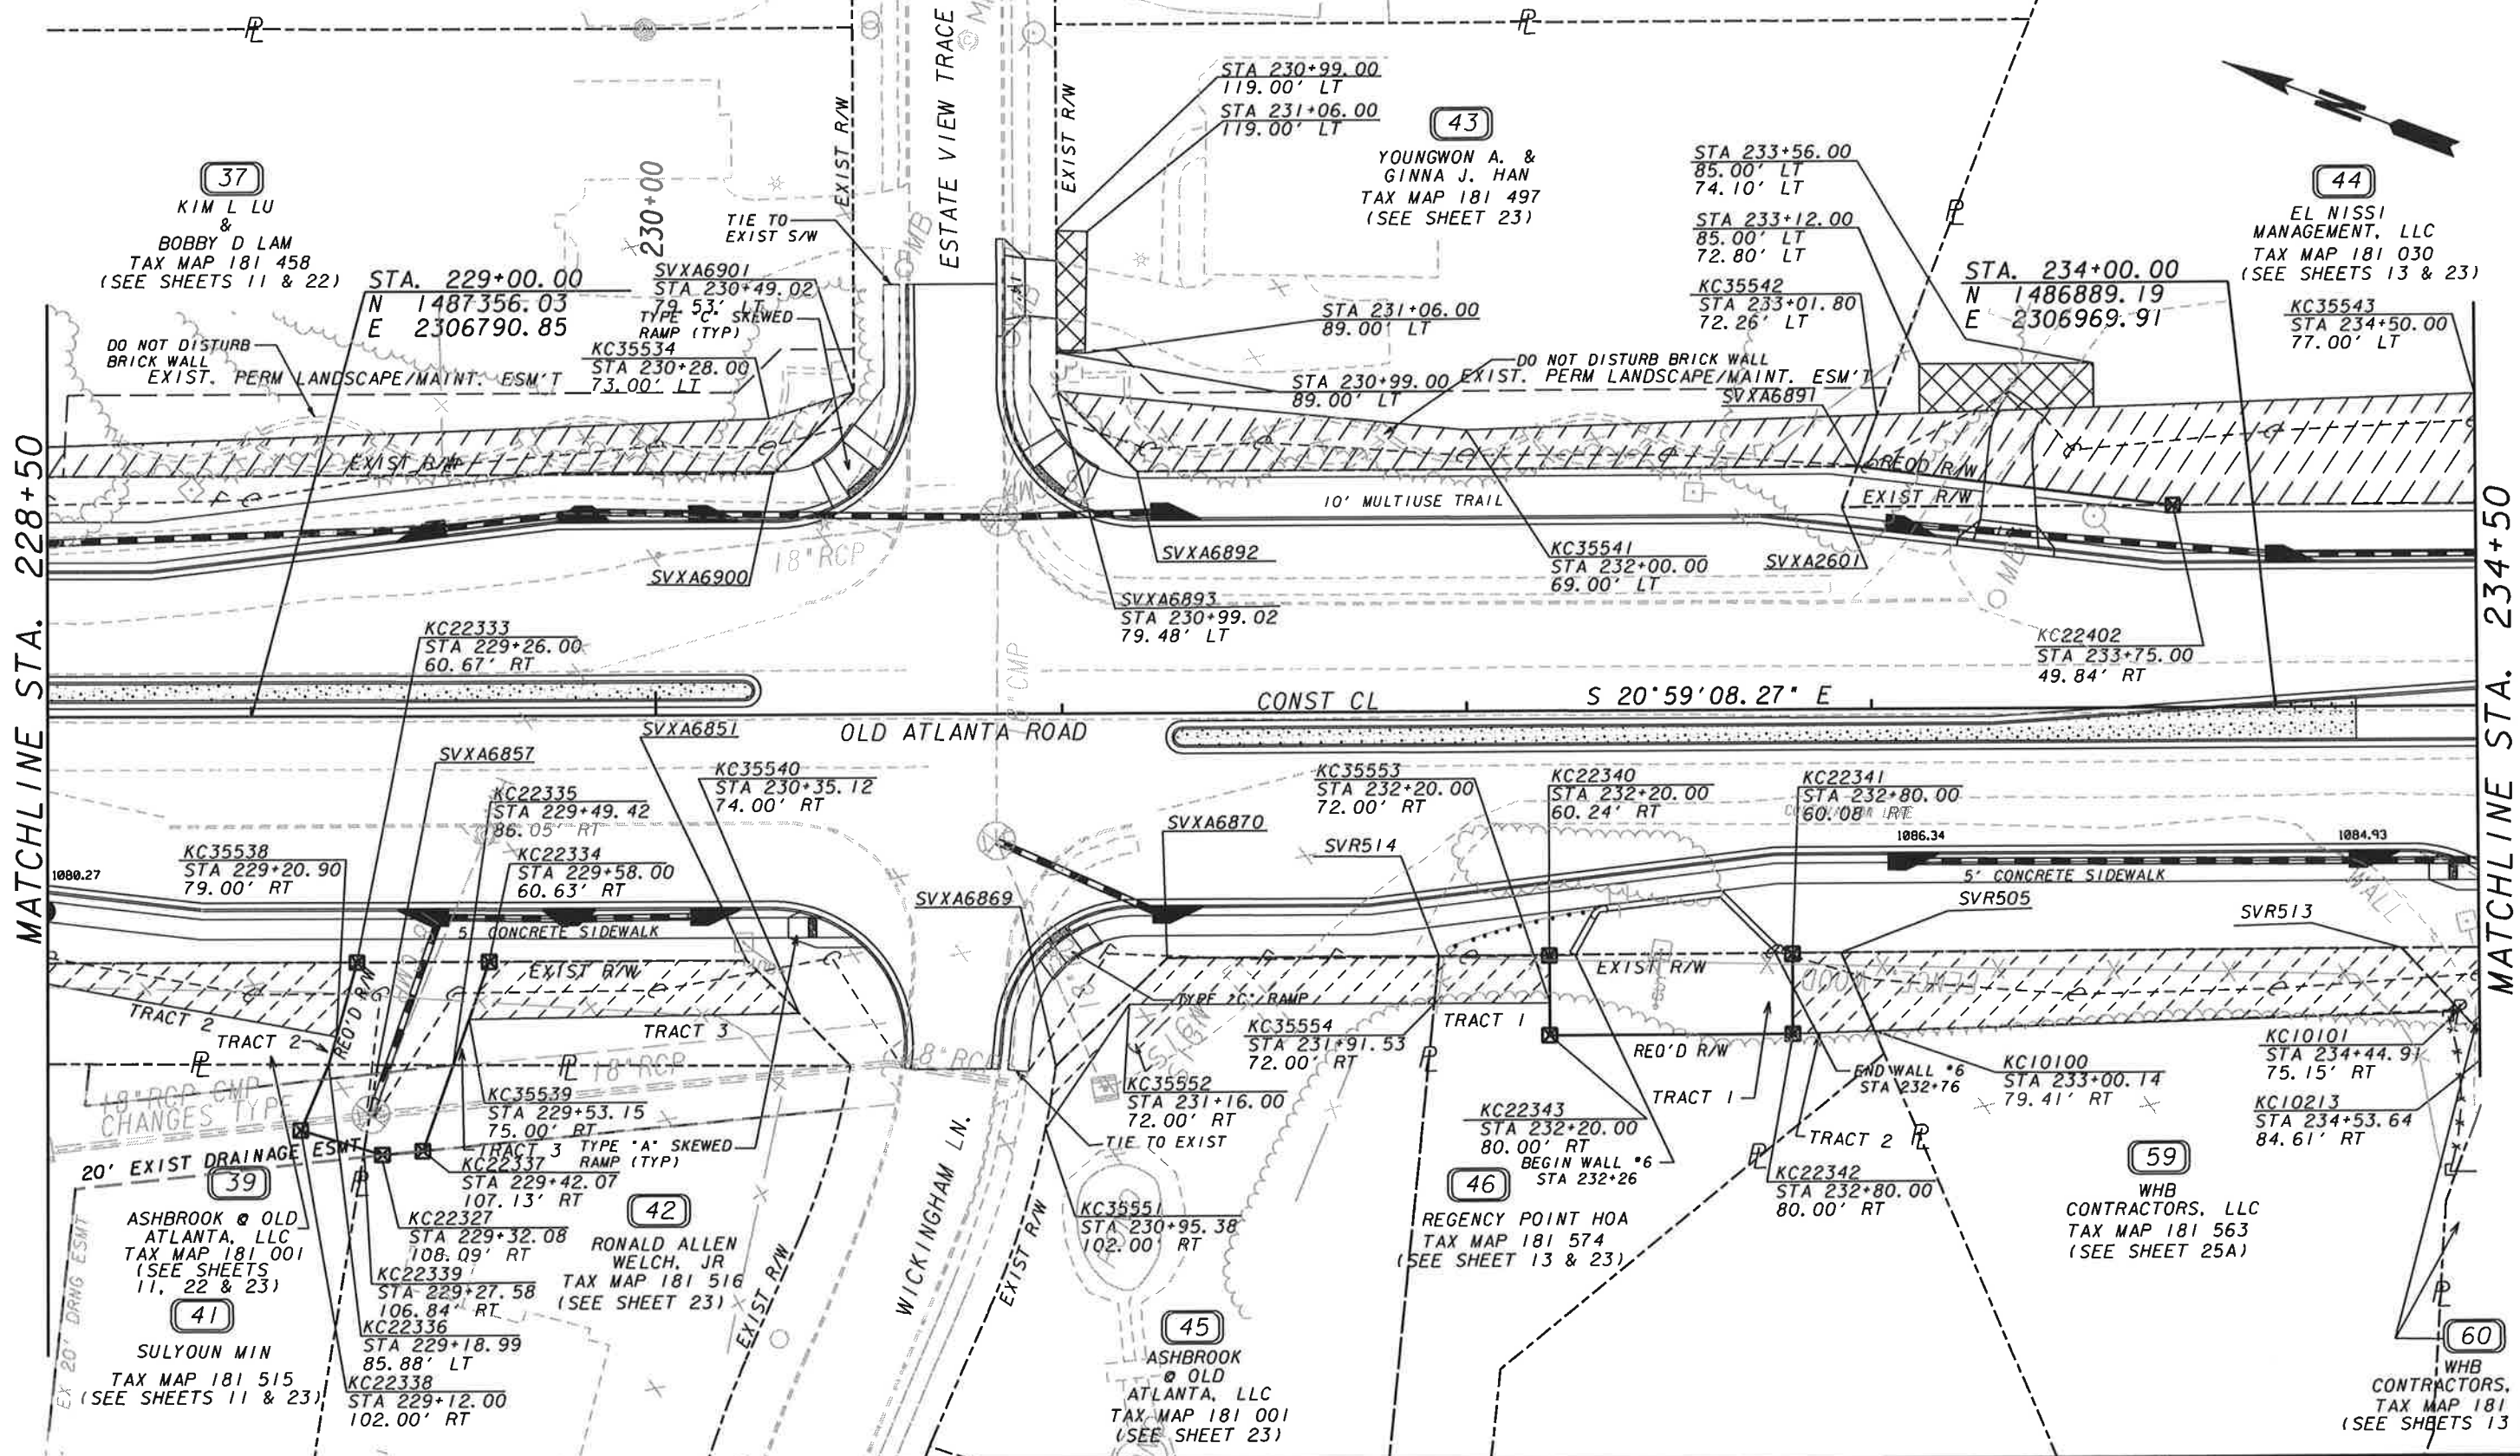 MATCHLINE STA. 228+50
MATCHLINE STA. 234+50
37
KIM L LU
&
BOBBY D LAM
TAX MAP 181 458
(SEE SHEETS 11 & 22)
230+00
TIE TO
EXIST S/W
EXIST R/W
ESTATE VIEW TRACE
EXIST R/W
STA 230+99.00
119.00' LT
STA 231+06.00
119.00' LT
43
YOUNGWON A. &
GINNA J. HAN
TAX MAP 181 497
(SEE SHEET 23)
STA 233+56.00
85.00' LT
74.10' LT
STA 233+12.00
85.00' LT
72.80' LT
44
EL NISSI
MANAGEMENT, LLC
TAX MAP 181 030
(SEE SHEETS 13 & 23)
STA. 229+00.00
N 1487356.03
E 2306790.85
SVXA6901
STA 230+49.02
79.53' LT
TYPE "C" SKEWED
RAMP (TYP)
KC35534
STA 230+28.00
73.00' LT
DO NOT DISTURB
BRICK WALL
EXIST. PERM LANDSCAPE/MAINT. ESM'T
STA 231+06.00
89.00' LT
STA 230+99.00
89.00' LT
DO NOT DISTURB BRICK WALL
EXIST. PERM LANDSCAPE/MAINT. ESM'T
KC35542
STA 233+01.80
72.26' LT
SVXA6897
STA. 234+00.00
N 1486889.19
E 2306969.91
KC35543
STA 234+50.00
77.00' LT
EXIST R/W
REQD R/W
EXIST R/W
10' MULTIUSE TRAIL
SVXA6900
18" RCP
SVXA6892
SVXA6893
STA 230+99.02
79.48' LT
KC35541
STA 232+00.00
69.00' LT
SVXA2601
KC22402
STA 233+75.00
49.84' RT
KC22333
STA 229+26.00
60.67' RT
CONST CL
S 20°59'08.27" E
OLD ATLANTA ROAD
SVXA6851
SVXA6857
KC35540
STA 230+35.12
74.00' RT
KC22335
STA 229+49.42
86.05' RT
KC22334
STA 229+58.00
60.63' RT
KC35538
STA 229+20.90
79.00' RT
1080.27
KC35553
STA 232+20.00
72.00' RT
KC22340
STA 232+20.00
60.24' RT
KC22341
STA 232+80.00
60.08' RT
SVXA6870
SVR514
SVXA6869
1086.34
1084.93
5' CONCRETE SIDEWALK
5' CONCRETE SIDEWALK
SVR505
SVR513
WALL
EXIST R/W
EXIST R/W
REQ'D R/W
TRACT 2
TRACT 2
TRACT 3
TYPE "C" RAMP
SIGN
TRACT 1
REQ'D R/W
TRACT 1
18" RCP
18" RCP CMP
CHANGES TYPE
20' EXIST DRAINAGE ESMT
EX 20' DRNG ESMT
KC35539
STA 229+53.15
75.00' RT
TRACT 3
TYPE "A" SKEWED
RAMP (TYP)
KC22337
STA 229+42.07
107.13' RT
KC22327
STA 229+32.08
108.09' RT
KC22339
STA 229+27.58
106.84' RT
KC22336
STA 229+18.99
85.88' LT
KC22338
STA 229+12.00
102.00' RT
39
ASHBROOK @ OLD
ATLANTA, LLC
TAX MAP 181 001
(SEE SHEETS
11, 22 & 23)
41
SULYOUN MIN
TAX MAP 181 515
(SEE SHEETS 11 & 23)
42
RONALD ALLEN
WELCH, JR
TAX MAP 181 516
(SEE SHEET 23)
EXIST R/W
WICKINGHAM LN.
EXIST R/W
KC35554
STA 231+91.53
72.00' RT
KC35552
STA 231+16.00
72.00' RT
TIE TO EXIST
KC35551
STA 230+95.38
102.00' RT
45
ASHBROOK
@ OLD
ATLANTA, LLC
TAX MAP 181 001
(SEE SHEET 23)
KC22343
STA 232+20.00
80.00' RT
BEGIN WALL #6
STA 232+26
46
REGENCY POINT HOA
TAX MAP 181 574
(SEE SHEET 13 & 23)
END WALL #6
STA 232+76
TRACT 2
KC22342
STA 232+80.00
80.00' RT
KC10100
STA 233+00.14
79.41' RT
KC10101
STA 234+44.91
75.15' RT
KC10213
STA 234+53.64
84.61' RT
59
WHB
CONTRACTORS, LLC
TAX MAP 181 563
(SEE SHEET 25A)
60
WHB
CONTRACTORS,
TAX MAP 181
(SEE SHEETS 13